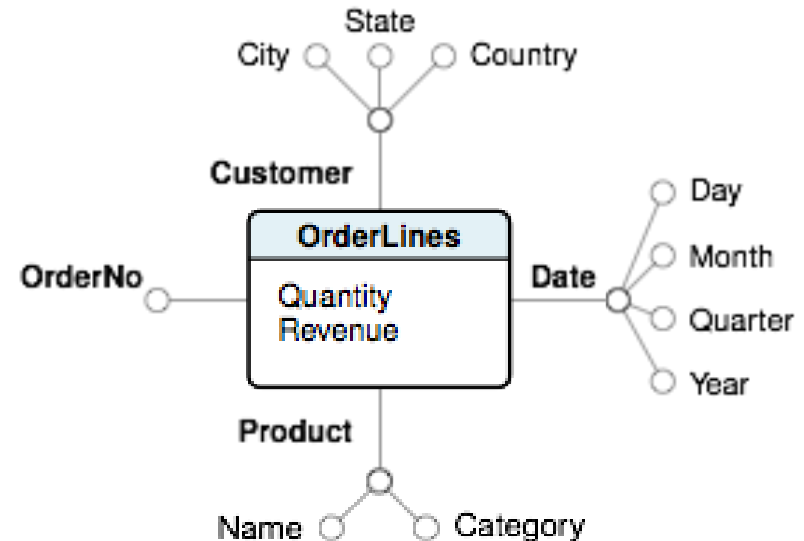 State
City
Country
Customer
Day
OrderLines
Month
OrderNo
Date
Quantity
Quarter
Revenue
Year
Product
Name
Category